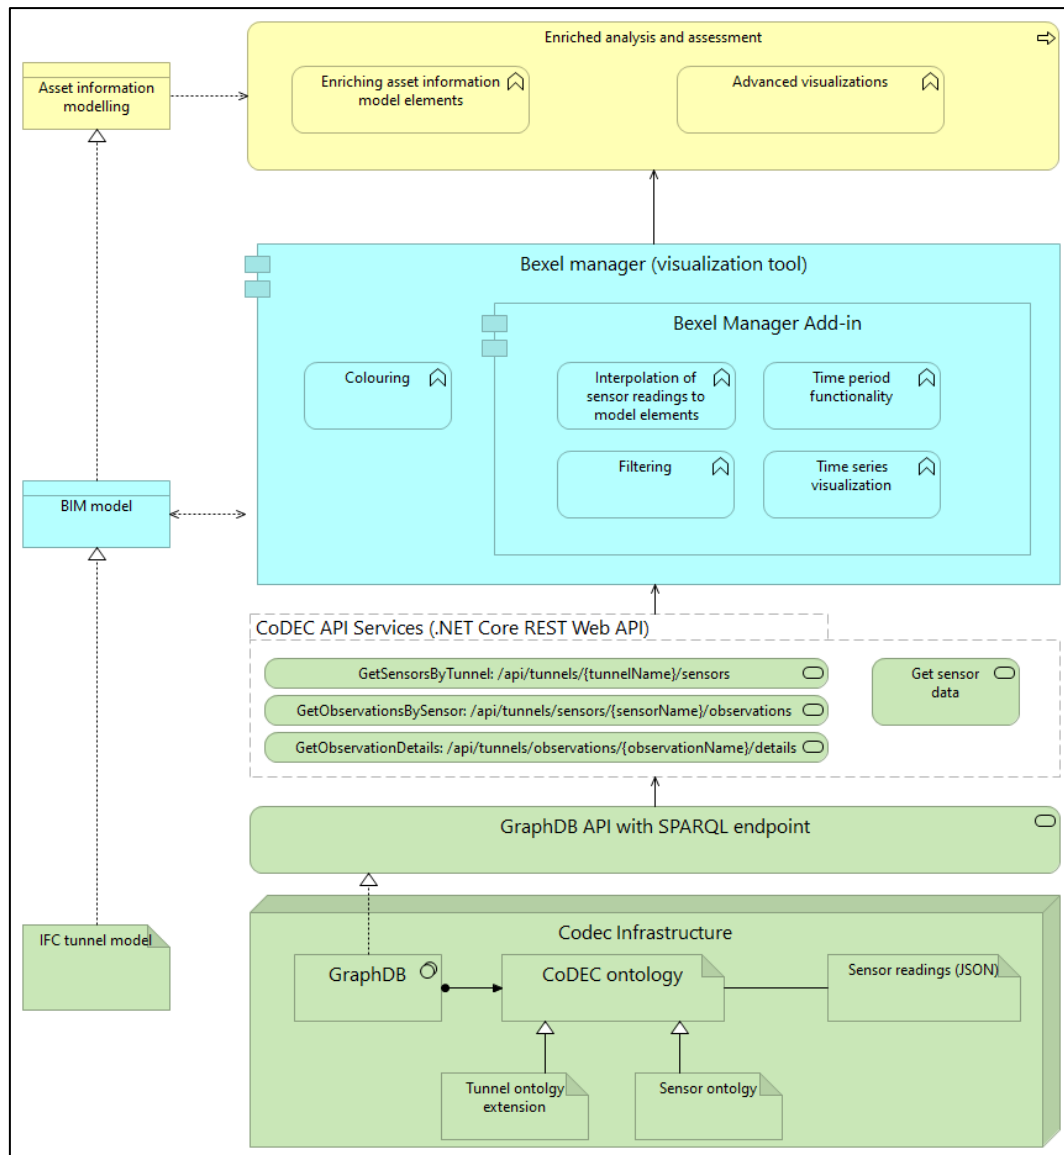 Enriched analysis and assessment
Asset information
modelling
Enriching asset information
model elements
Advanced visualizations
Bexel manager (visualization tool)
Bexel Manager Add-in
Colouring
Interpolation of
sensor readings to
model elements
Time period
functionality
Filtering
Time series
visualization
BIM model
CoDEC API Services (.NET Core REST Web API)
GetSensorsByTunnel: /api/tunnels/{tunnelName}/sensors
GetObservationsBySensor: /api/tunnels/sensors/{sensorName}/observations
GetObservationDetails: /api/tunnels/observations/{observationName}/details
Get sensor
data
GraphDB API with SPARQL endpoint
IFC tunnel model
Codec Infrastructure
GraphDB
CoDEC ontology
Sensor readings (JSON)
Tunnel ontolgy
extension
Sensor ontolgy